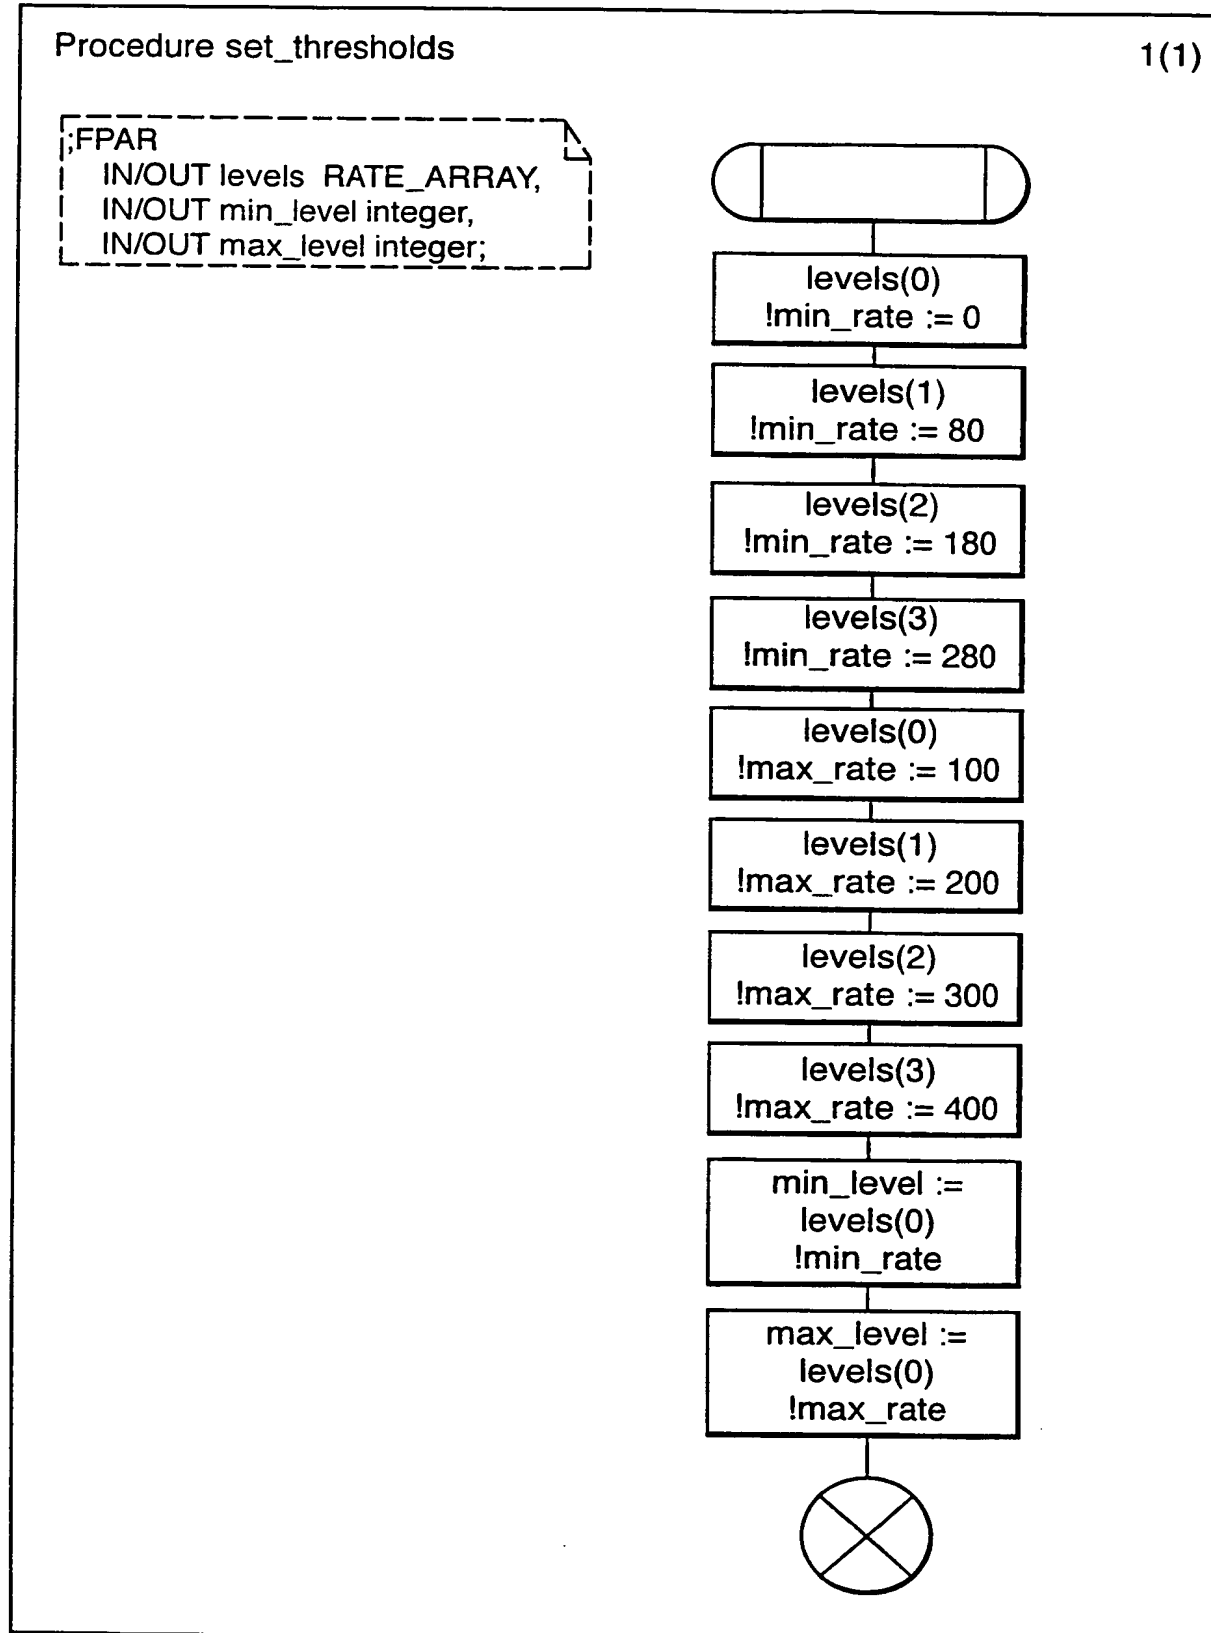 Procedure set_thresholds
1(1)
;FPAR
IN/OUT levels RATE_ARRAY,
IN/OUT min_level integer,
IN/OUT max_level integer;
levels(0)
!min_rate := 0
levels(1)
!min_rate := 80
levels(2)
!min_rate := 180
levels(3)
!min_rate := 280
levels(0)
!max_rate := 100
levels(1)
!max_rate := 200
levels(2)
!max_rate := 300
levels(3)
!max_rate := 400
min_level :=
levels(0)
!min_rate
max_level :=
levels(0)
!max_rate